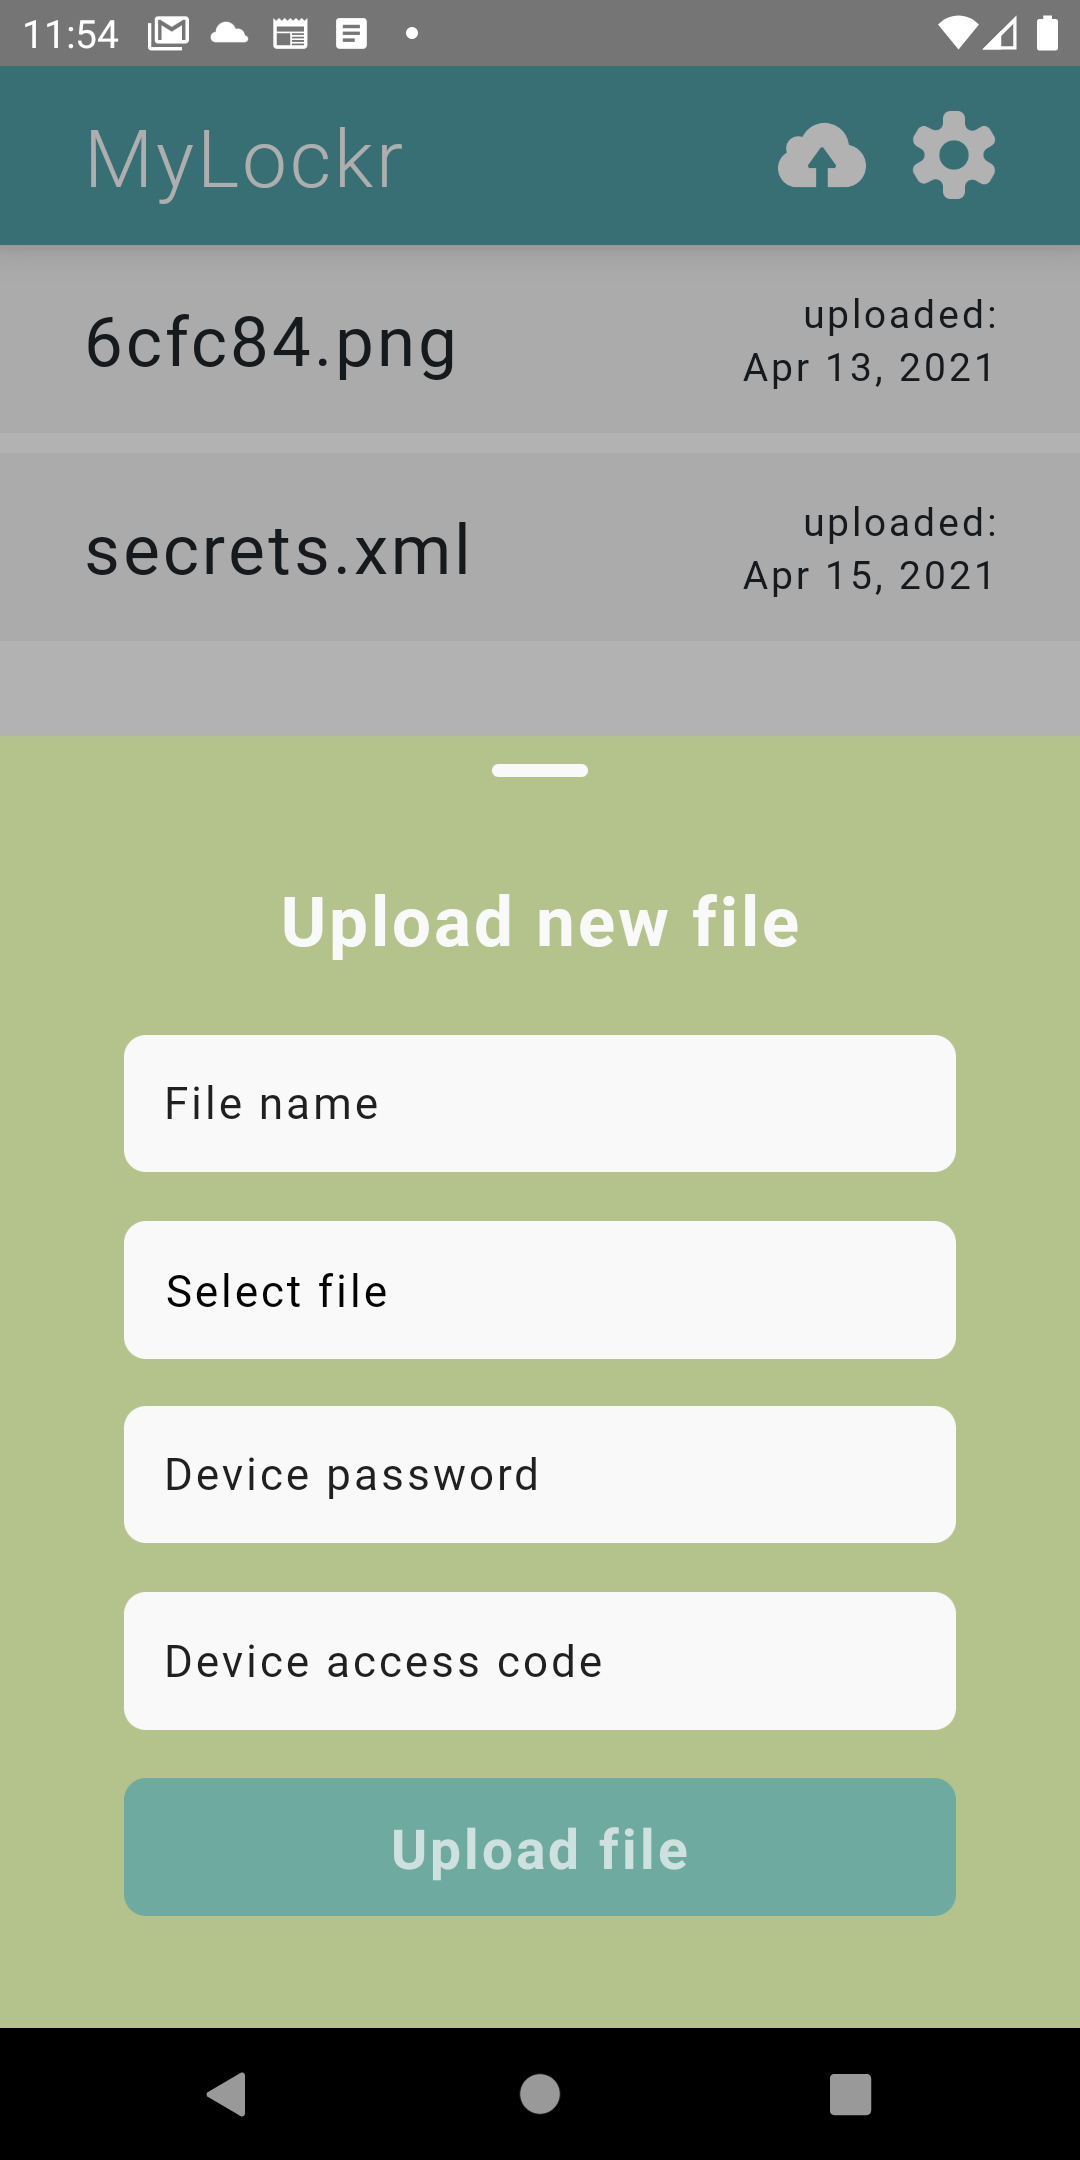 11:54
MyLockr
6cfc84.png
uploaded:
Apr 13, 2021
secrets.xml
uploaded:
Apr 15, 2021
Upload new file
File name
Select file
Device password
Device access code
Upload file